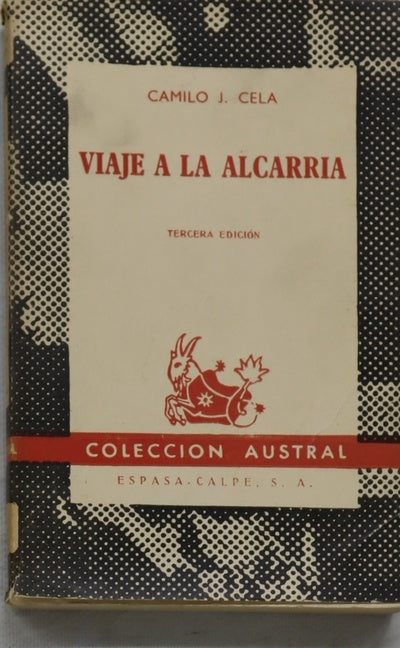 CAMILO J. CELA
VIAJE A LA ALCARRIA
TERCERA EDICIÓN
COLECCION AUSTRAL
ESPASA-CALPE, S. A.